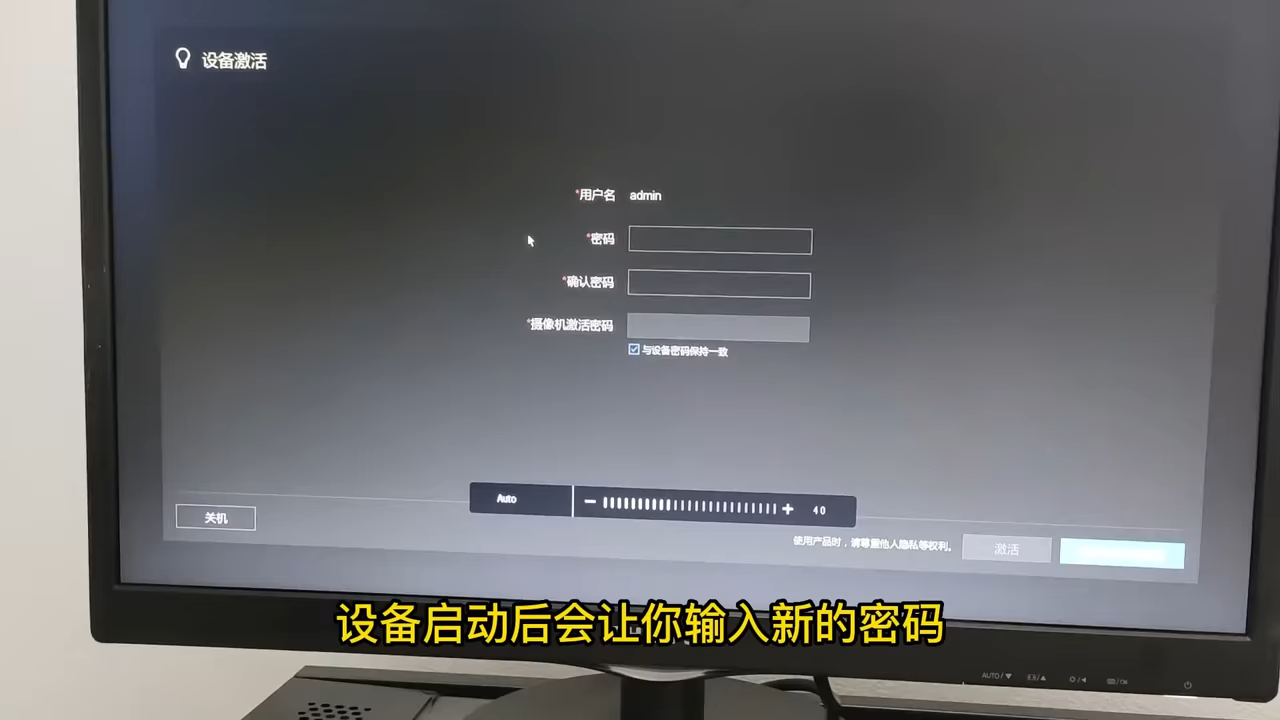 设备激活
*用户名 admin
*密码
*确认密码
*摄像机激活密码
与设备密码保持一致
Auto
40
关机
使用产品时，请尊重他人隐私等权利。
激活
设备启动后会让你输入新的密码
AUTO/▼